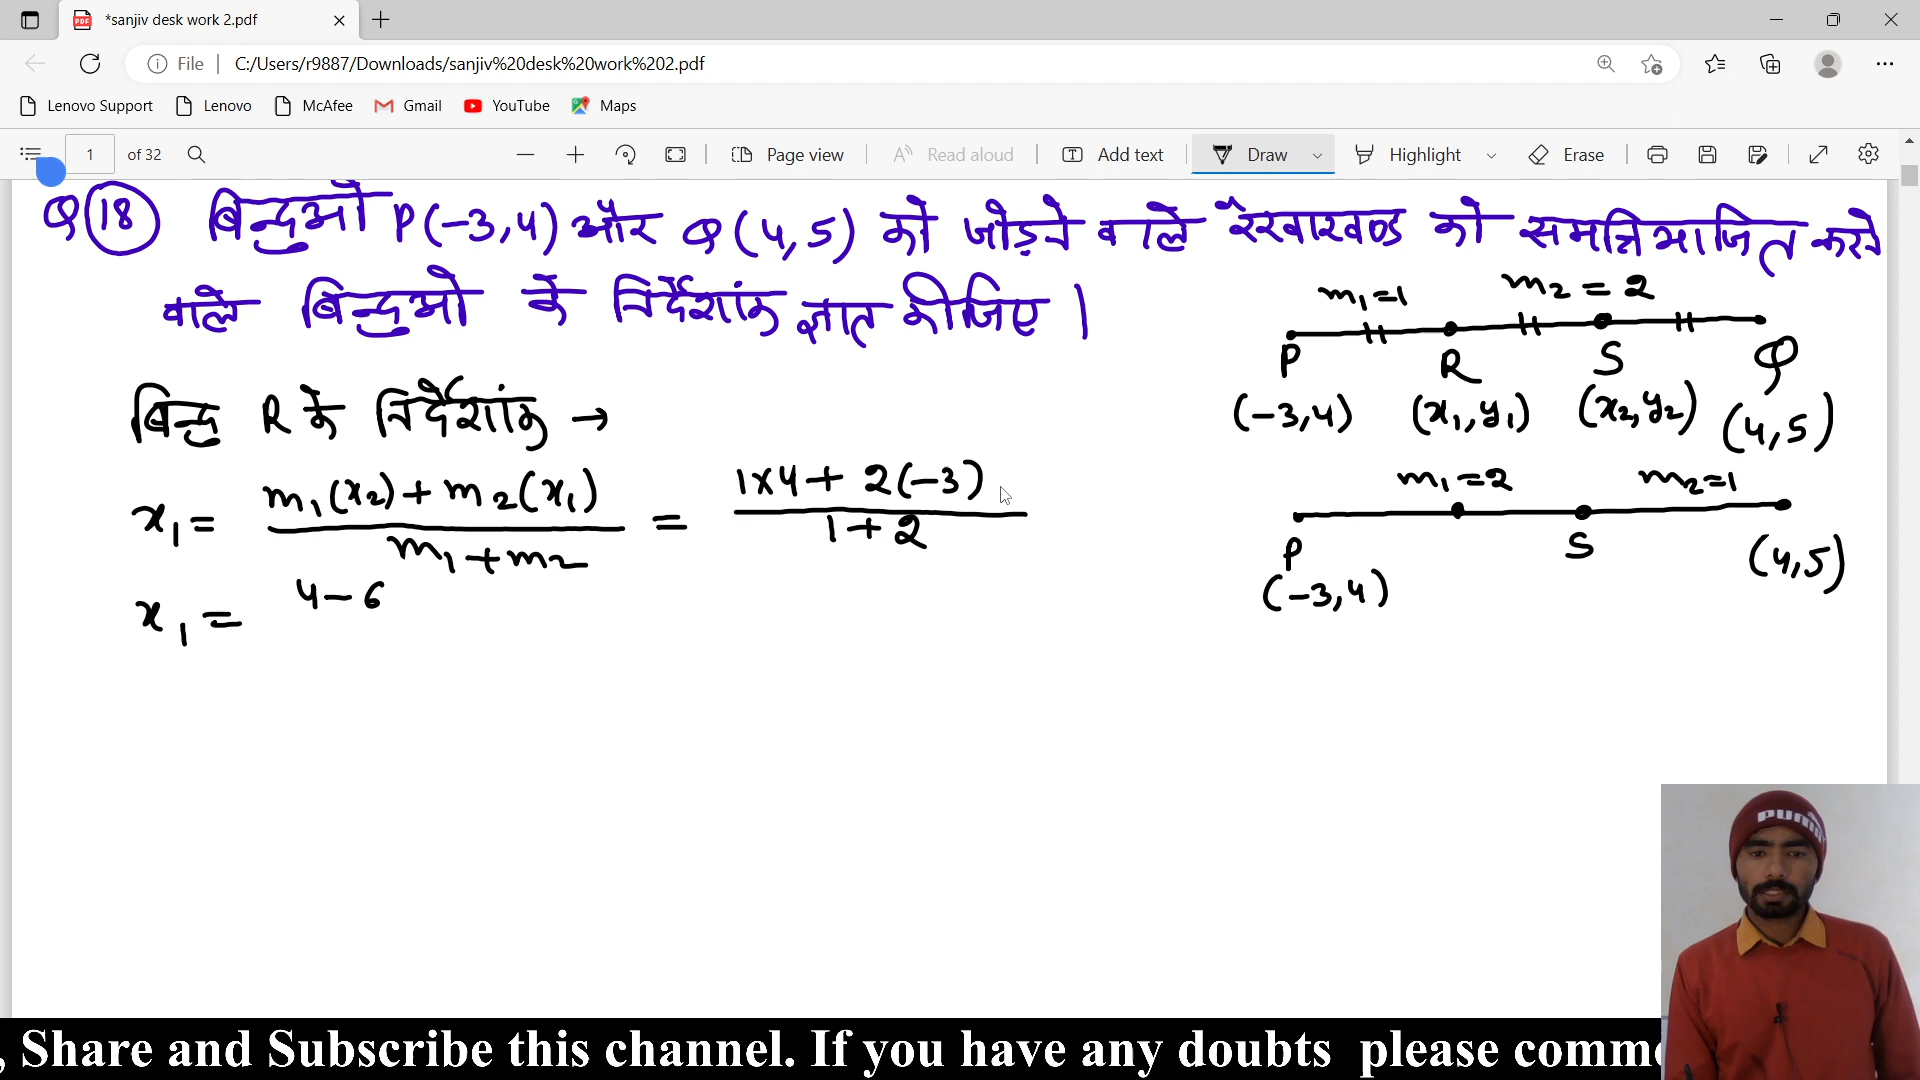 *sanjiv desk work 2.pdf
File | C:/Users/r9887/Downloads/sanjiv%20desk%20work%202.pdf
Lenovo Support Lenovo McAfee Gmail YouTube Maps
1 of 32 Page view Read aloud Add text Draw Highlight Erase
Q 18 बिन्दुओं P(-3,4) और Q(4,5) को जोड़ने वाले रेखाखण्ड को समत्रिभाजित करने
वाले बिन्दुओ के निर्देशांक ज्ञात कीजिए।
m₁=1 m₂=2
P R S Q
(-3,4) (x₁,y₁) (x₂,y₂) (4,5)
m₁=2 m₂=1
P S (4,5)
(-3,4)
बिन्दु R के निर्देशांक →
x₁ = m₁(x₂)+m₂(x₁) / m₁+m₂ = 1×4+2(-3) / 1+2
x₁ = 4-6
PUMA
, Share and Subscribe this channel. If you have any doubts please comme